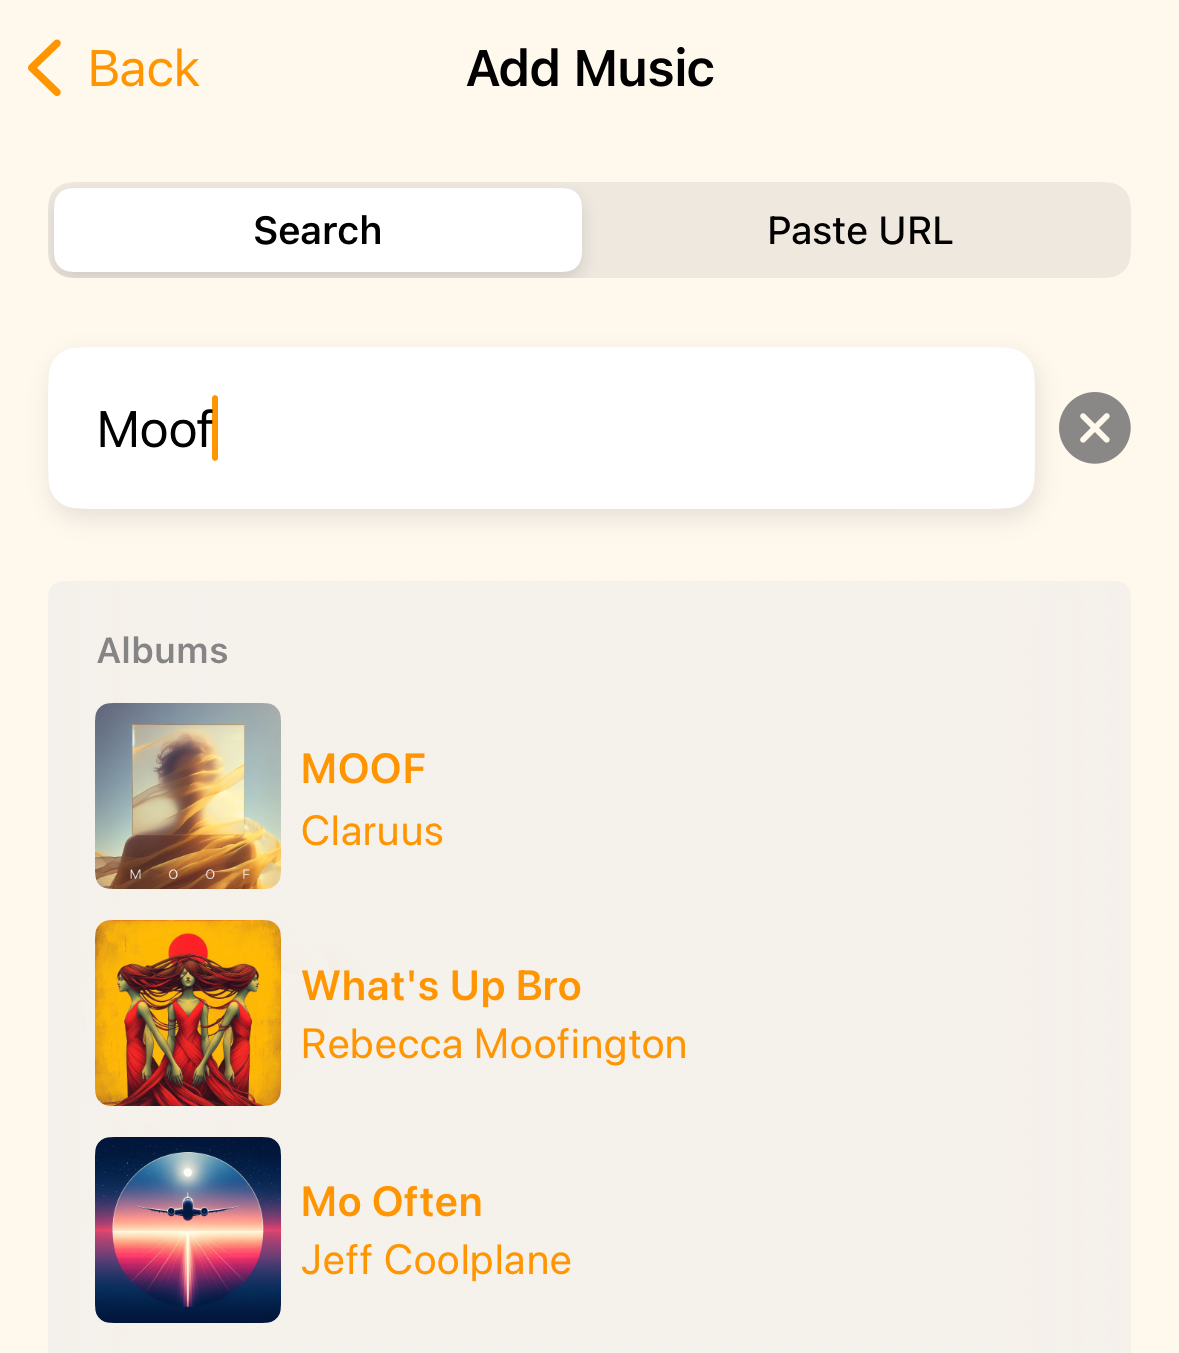 Back
Add Music
Search
Paste URL
Moof
Albums
M O O F
MOOF
Claruus
What's Up Bro
Rebecca Moofington
Mo Often
Jeff Coolplane